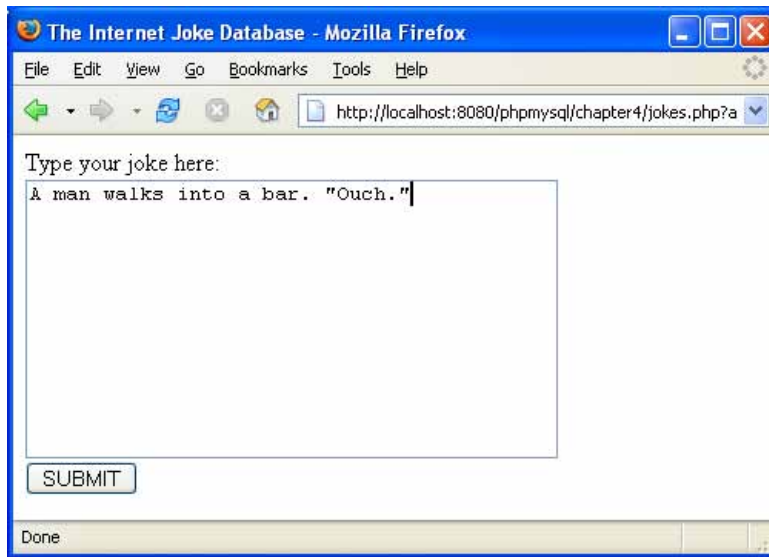 The Internet Joke Database - Mozilla Firefox
File Edit View Go Bookmarks Tools Help
http://localhost:8080/phpmysql/chapter4/jokes.php?a
Type your joke here:
A man walks into a bar. "Ouch."
SUBMIT
Done